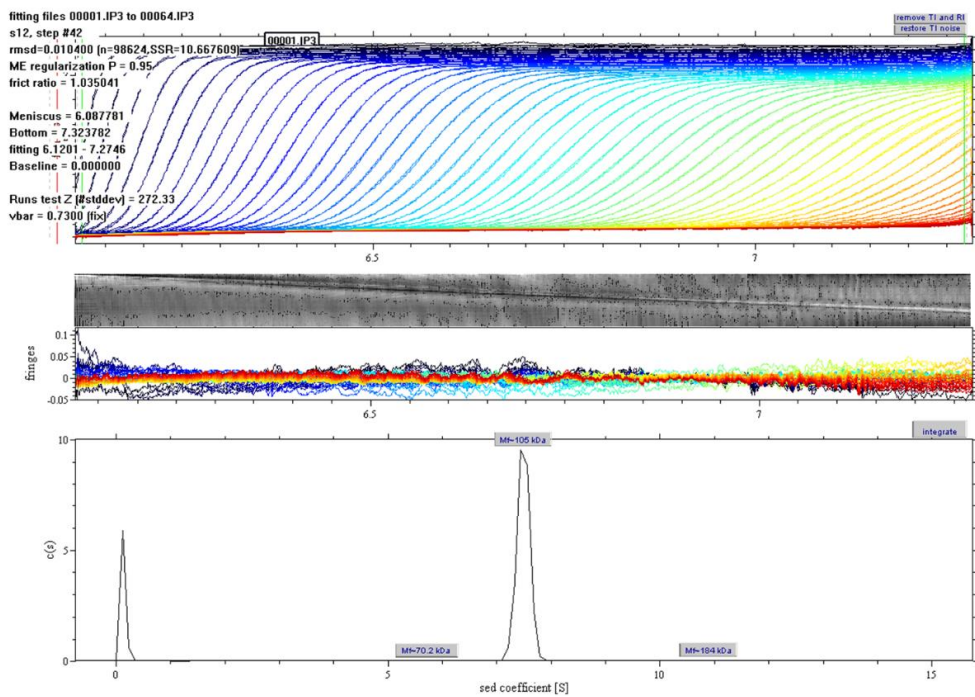 fitting files 00001.IP3 to 00064.IP3
remove TI and RI
s12, step #42
restore TI noise
rmsd=0.010400 (n=98624,SSR=10.667609)
00001.IP3
ME regularization P = 0.95
frict ratio = 1.035041
Meniscus = 6.087781
Bottom = 7.323782
fitting 6.1201 - 7.2746
Baseline = 0.000000
Runs test Z (#stddev) = 272.33
vbar = 0.7300 (fix)
6.5 7
0.1
0.05
0
-0.05
fringes
6.5 7
integrate
Mf=105 kDa
10
5
0
c(s)
Mf=70.2 kDa Mf=184 kDa
0 5 10 15
sed coefficient [S]